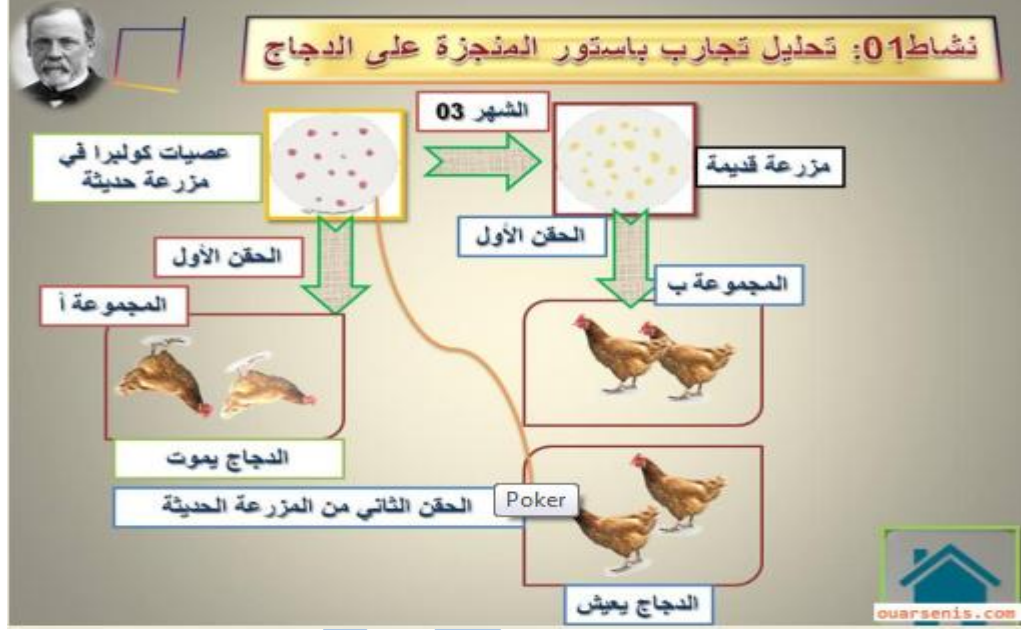 نشاط01: تحليل تجارب باستور المنجزة على الدجاج
الشهر 03
عصيات كوليرا في
مزرعة حديثة
مزرعة قديمة
الحقن الأول
الحقن الأول
المجموعة ب
المجموعة أ
الدجاج يموت
الحقن الثاني من المزرعة الحديثة
Poker
الدجاج يعيش
ouarsenis.com